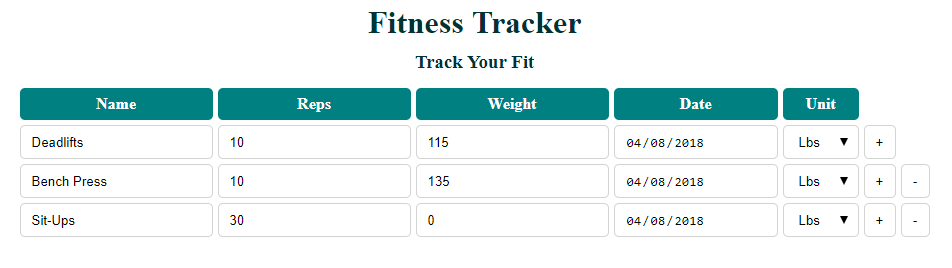 Fitness Tracker
Track Your Fit
Name Reps Weight Date Unit
Deadlifts 10 115 04/08/2018 Lbs +
Bench Press 10 135 04/08/2018 Lbs + -
Sit-Ups 30 0 04/08/2018 Lbs + -